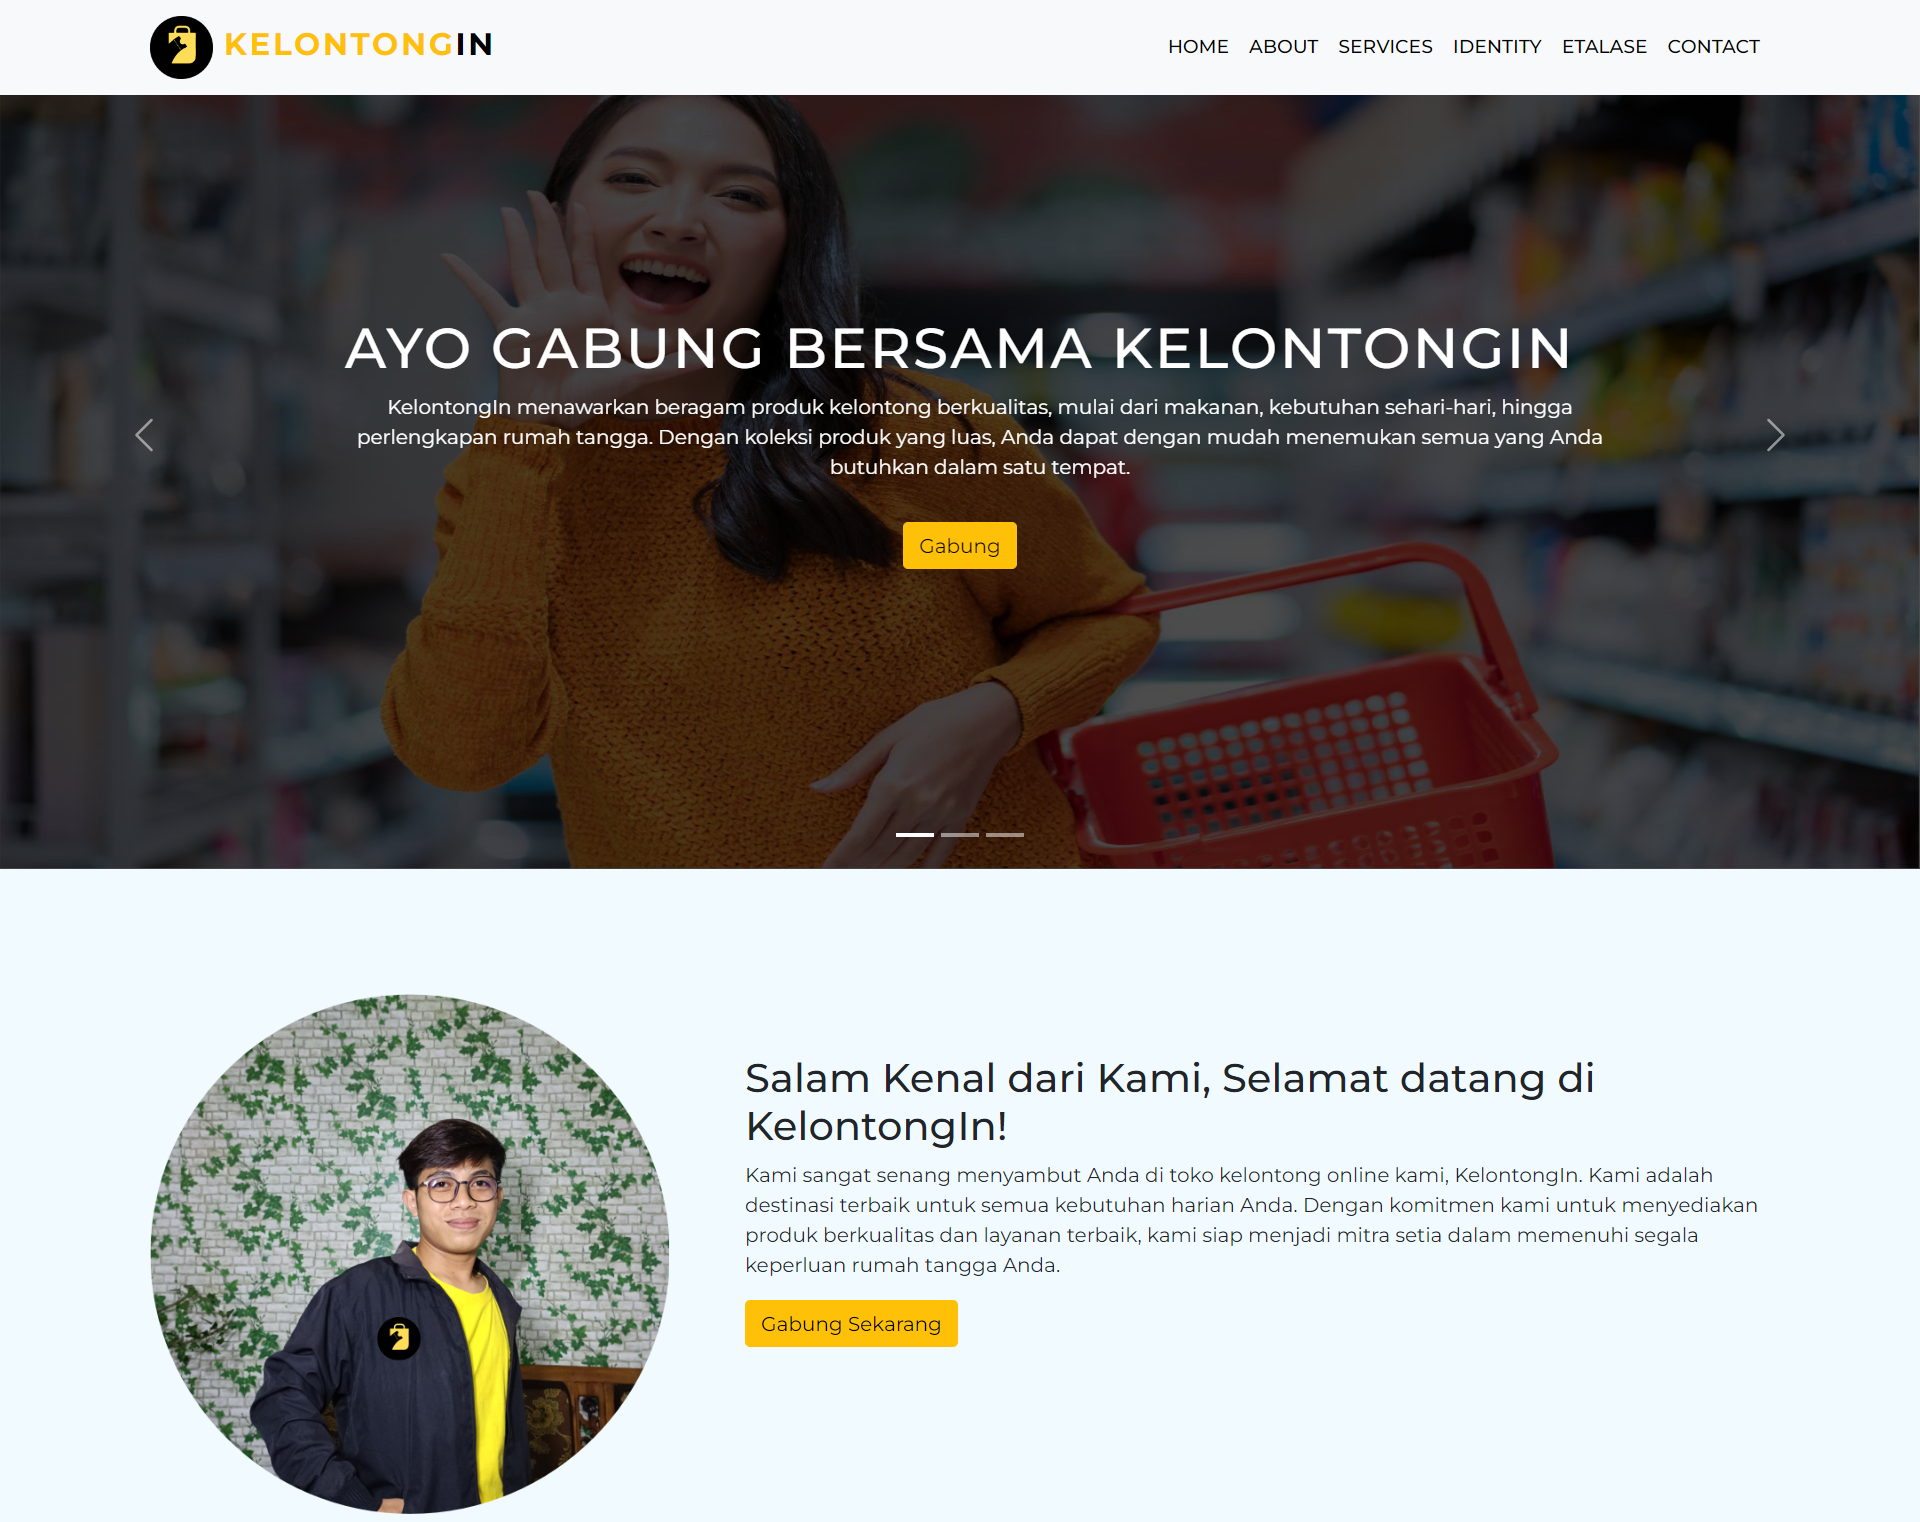 KELONTONGIN
HOME ABOUT SERVICES IDENTITY ETALASE CONTACT
AYO GABUNG BERSAMA KELONTONGIN
KelontongIn menawarkan beragam produk kelontong berkualitas, mulai dari makanan, kebutuhan sehari-hari, hingga
perlengkapan rumah tangga. Dengan koleksi produk yang luas, Anda dapat dengan mudah menemukan semua yang Anda
butuhkan dalam satu tempat.
Gabung
Salam Kenal dari Kami, Selamat datang di
KelontongIn!
Kami sangat senang menyambut Anda di toko kelontong online kami, KelontongIn. Kami adalah
destinasi terbaik untuk semua kebutuhan harian Anda. Dengan komitmen kami untuk menyediakan
produk berkualitas dan layanan terbaik, kami siap menjadi mitra setia dalam memenuhi segala
keperluan rumah tangga Anda.
Gabung Sekarang